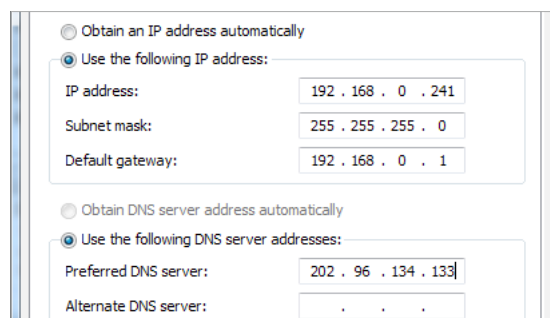 Obtain an IP address automatically
Use the following IP address:
IP address: 192 . 168 . 0 . 241
Subnet mask: 255 . 255 . 255 . 0
Default gateway: 192 . 168 . 0 . 1
Obtain DNS server address automatically
Use the following DNS server addresses:
Preferred DNS server: 202 . 96 . 134 . 133
Alternate DNS server: . . .